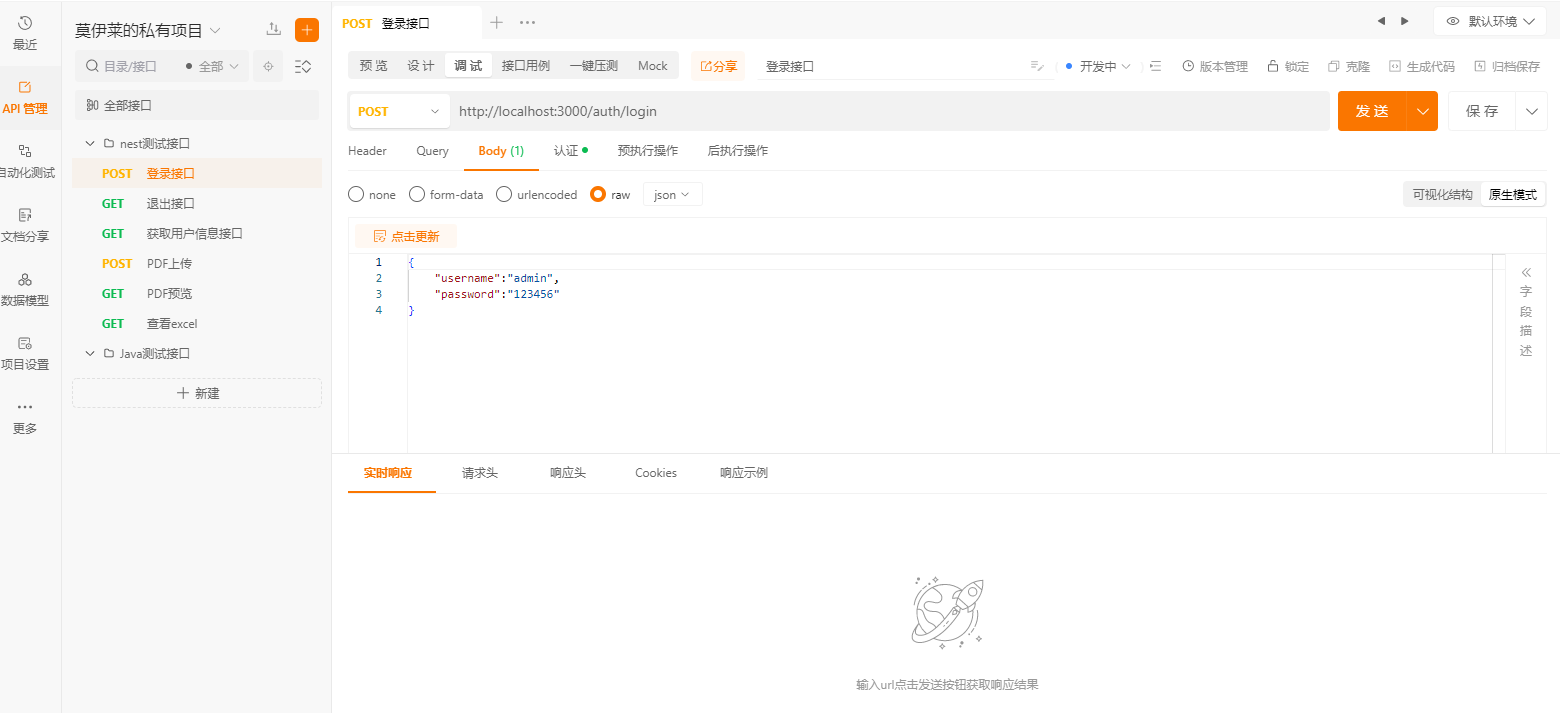 最近
API 管理
自动化测试
文档分享
数据模型
项目设置
更多
莫伊莱的私有项目
目录/接口 全部
全部接口
nest测试接口
POST 登录接口
GET 退出接口
GET 获取用户信息接口
POST PDF上传
GET PDF预览
GET 查看excel
Java测试接口
新建
POST 登录接口
默认环境
预览 设计 调试 接口用例 一键压测 Mock 分享 登录接口 开发中 版本管理 锁定 克隆 生成代码 归档保存
POST http://localhost:3000/auth/login 发送 保存
Header Query Body (1) 认证 预执行操作 后执行操作
none form-data urlencoded raw json 可视化结构 原生模式
点击更新
1 {
2 "username":"admin",
3 "password":"123456"
4 }
字
段
描
述
实时响应 请求头 响应头 Cookies 响应示例
输入url点击发送按钮获取响应结果